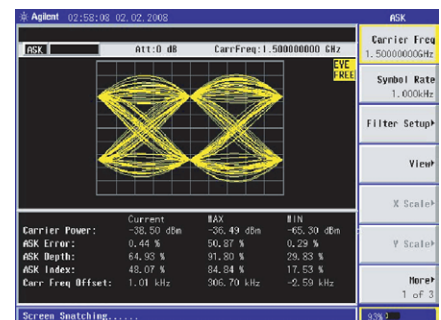 Agilent 02:58:08 02.02.2008
ASK
ASK
Att:0 dB
CarrFreq:1.500000000 GHz
EYE
FREE
Carrier Freq
1.50000000GHz
Symbol Rate
1.000kHz
Filter Setup
View
X Scale
Y Scale
More
1 of 3
Current MAX MIN
Carrier Power: -38.50 dBm -36.49 dBm -65.30 dBm
ASK Error: 0.44 % 50.87 % 0.29 %
ASK Depth: 64.93 % 91.80 % 29.83 %
ASK Index: 48.07 % 84.84 % 17.53 %
Carr Freq Offset: 1.01 kHz 306.70 kHz -2.59 kHz
Screen Snatching......
93%